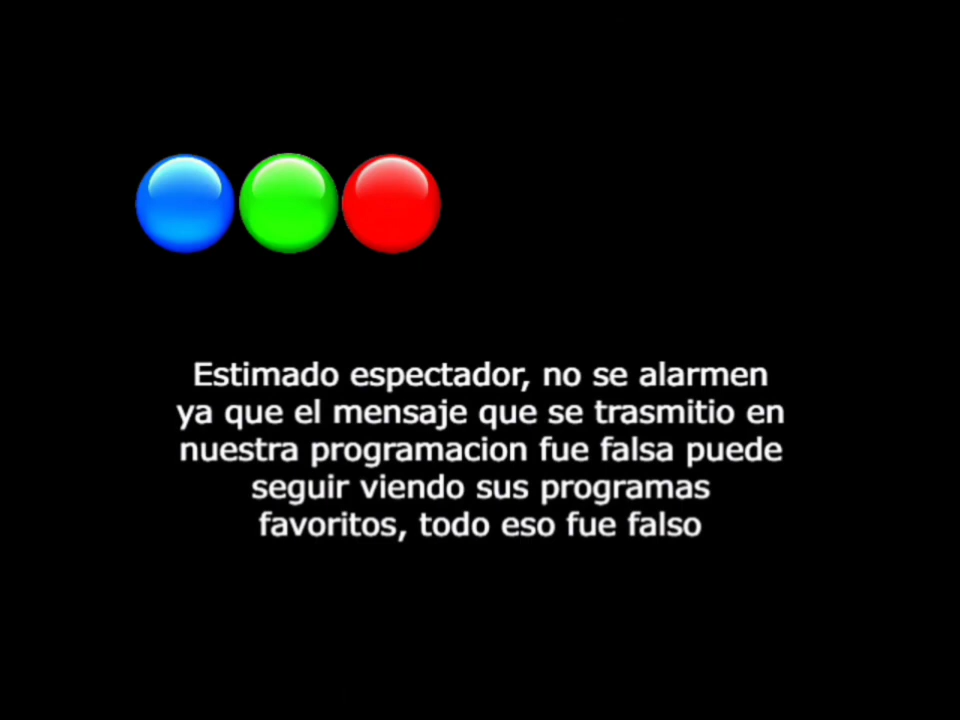 Estimado espectador, no se alarmen
ya que el mensaje que se trasmitio en
nuestra programacion fue falsa puede
seguir viendo sus programas
favoritos, todo eso fue falso